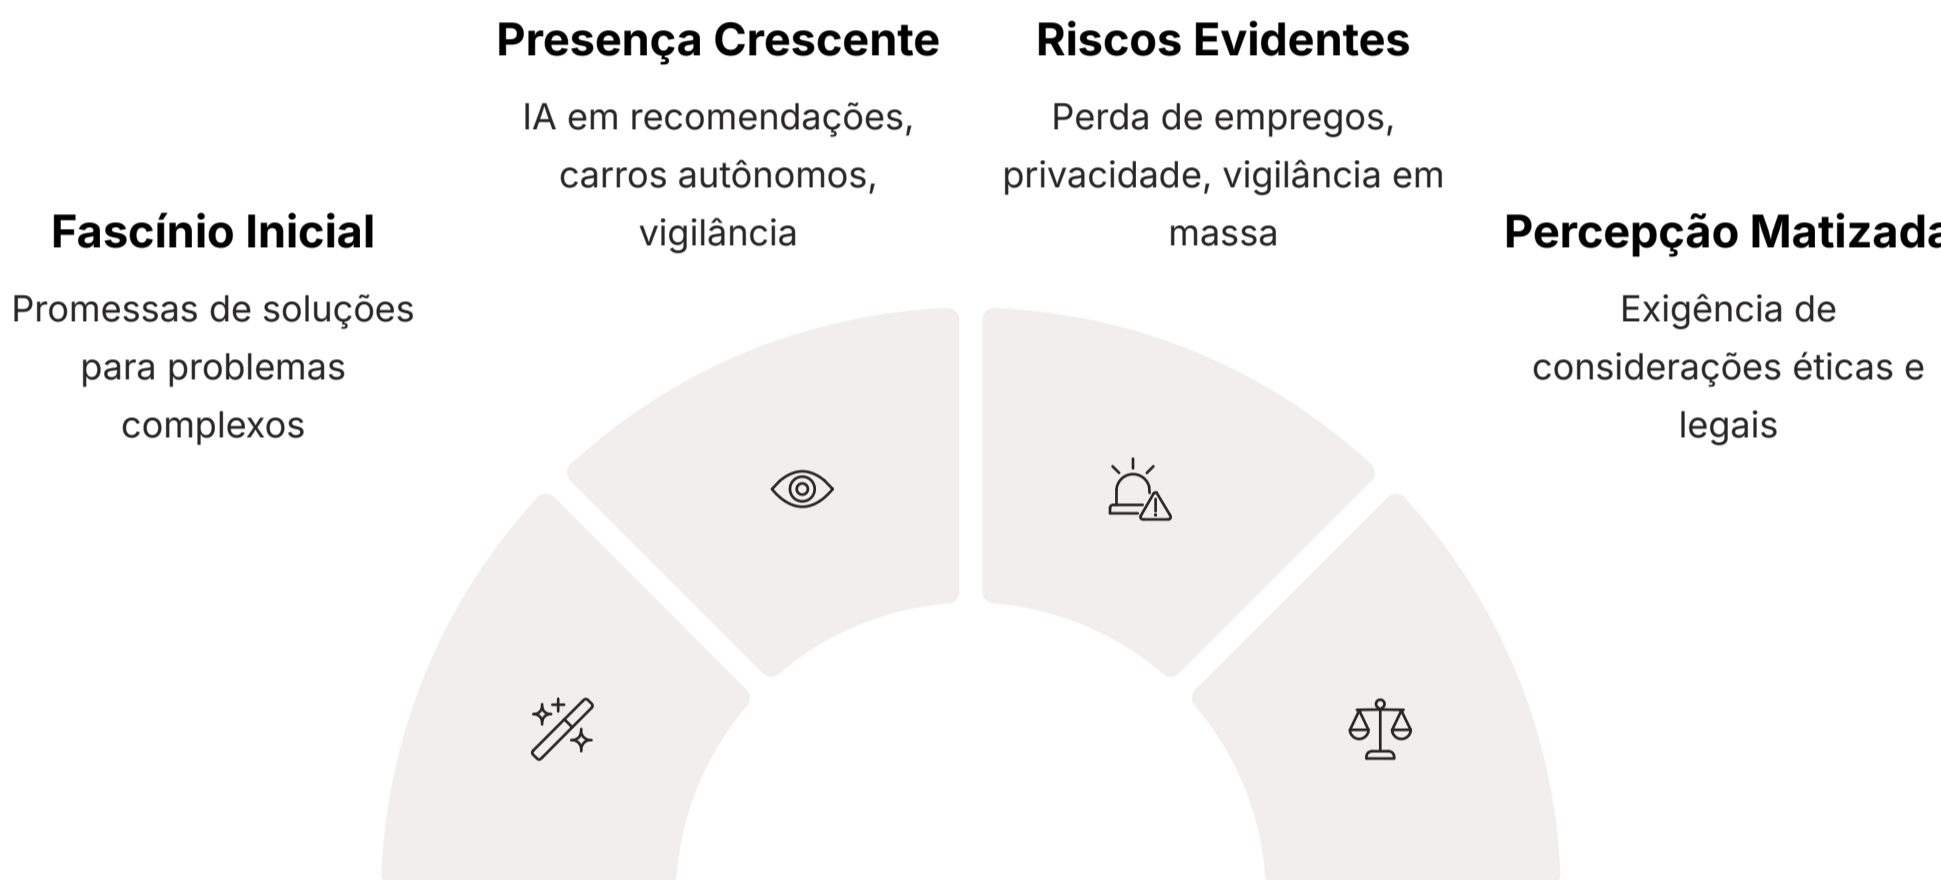 Fascínio Inicial
Promessas de soluções
para problemas
complexos
Presença Crescente
IA em recomendações,
carros autônomos,
vigilância
Riscos Evidentes
Perda de empregos,
privacidade, vigilância em
massa
Percepção Matizada
Exigência de
considerações éticas e
legais